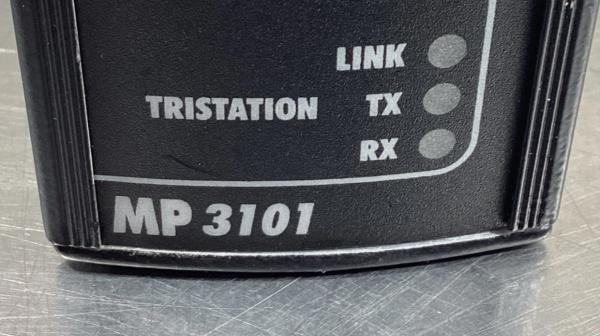 LINK
TRISTATION TX
RX
MP 3101